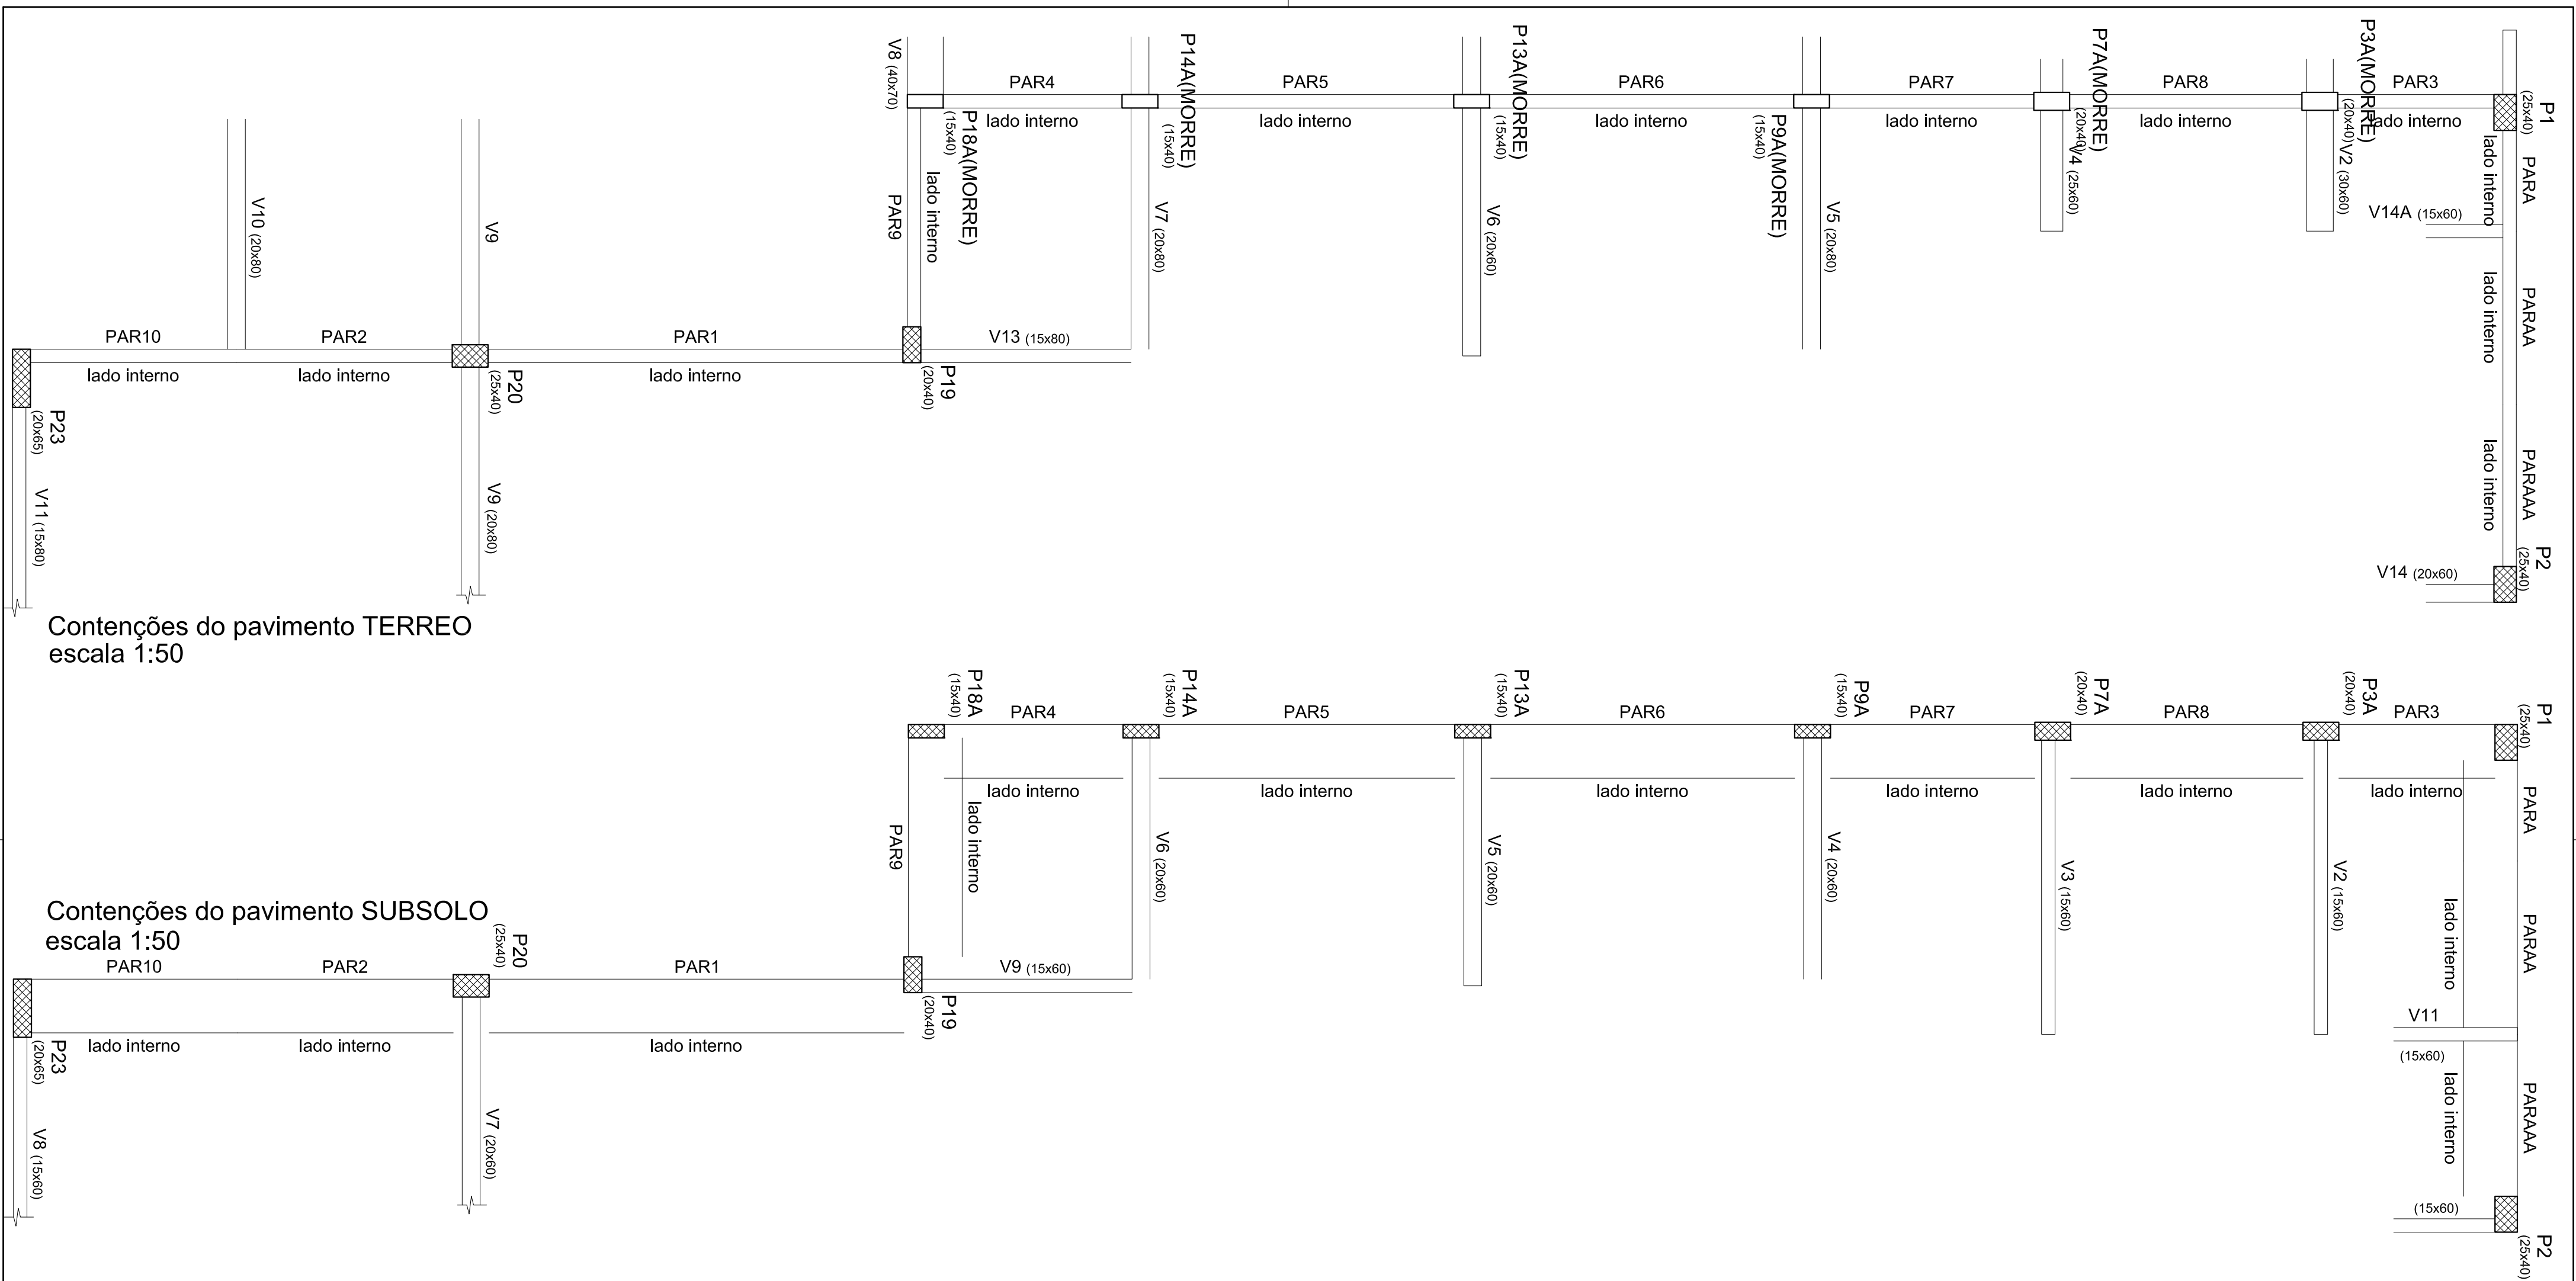 V8 (40x70)
PAR4
lado interno
P18A(MORRE)
(15x40)
P14A(MORRE)
(15x40)
PAR5
lado interno
P13A(MORRE)
(15x40)
PAR6
lado interno
P9A(MORRE)
(15x40)
PAR7
lado interno
P7A(MORRE)
(20x40)
PAR8
lado interno
P3A(MORRE)
(20x40)
PAR3
lado interno
P1
(25x40)
V10 (20x80)
V9
PAR9
lado interno
V7 (20x80)
V6 (20x60)
V5 (20x80)
V4 (25x60)
V2 (30x60)
V14A (15x60)
lado interno
PARA
lado interno
PARAA
lado interno
PARAAA
PAR10
lado interno
PAR2
lado interno
PAR1
lado interno
V13 (15x80)
P23
(20x65)
P20
(25x40)
P19
(20x40)
V11 (15x80)
V9 (20x80)
V14 (20x60)
P2
(25x40)
Contenções do pavimento TERREO
escala 1:50
P18A
(15x40)
PAR4
lado interno
P14A
(15x40)
PAR5
lado interno
P13A
(15x40)
PAR6
lado interno
P9A
(15x40)
PAR7
lado interno
P7A
(20x40)
PAR8
lado interno
P3A
(20x40)
PAR3
lado interno
P1
(25x40)
PAR9
lado interno
V6 (20x60)
V5 (20x60)
V4 (20x60)
V3 (15x60)
V2 (15x60)
PARA
lado interno
PARAA
V11
(15x60)
lado interno
PARAAA
(15x60)
P2
(25x40)
Contenções do pavimento SUBSOLO
escala 1:50
PAR10
lado interno
PAR2
lado interno
P20
(25x40)
PAR1
lado interno
V9 (15x60)
P19
(20x40)
P23
(20x65)
V8 (15x60)
V7 (20x60)